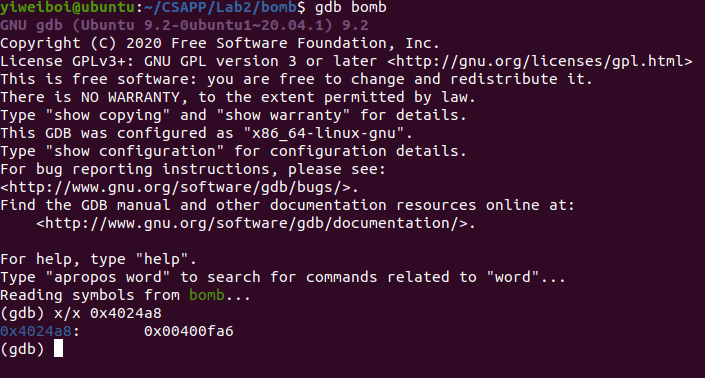 yiweiboi@ubuntu:~/CSAPP/Lab2/bomb$ gdb bomb
GNU gdb (Ubuntu 9.2-0ubuntu1~20.04.1) 9.2
Copyright (C) 2020 Free Software Foundation, Inc.
License GPLv3+: GNU GPL version 3 or later <http://gnu.org/licenses/gpl.html>
This is free software: you are free to change and redistribute it.
There is NO WARRANTY, to the extent permitted by law.
Type "show copying" and "show warranty" for details.
This GDB was configured as "x86_64-linux-gnu".
Type "show configuration" for configuration details.
For bug reporting instructions, please see:
<http://www.gnu.org/software/gdb/bugs/>.
Find the GDB manual and other documentation resources online at:
    <http://www.gnu.org/software/gdb/documentation/>.

For help, type "help".
Type "apropos word" to search for commands related to "word"...
Reading symbols from bomb...
(gdb) x/x 0x4024a8
0x4024a8:       0x00400fa6
(gdb)